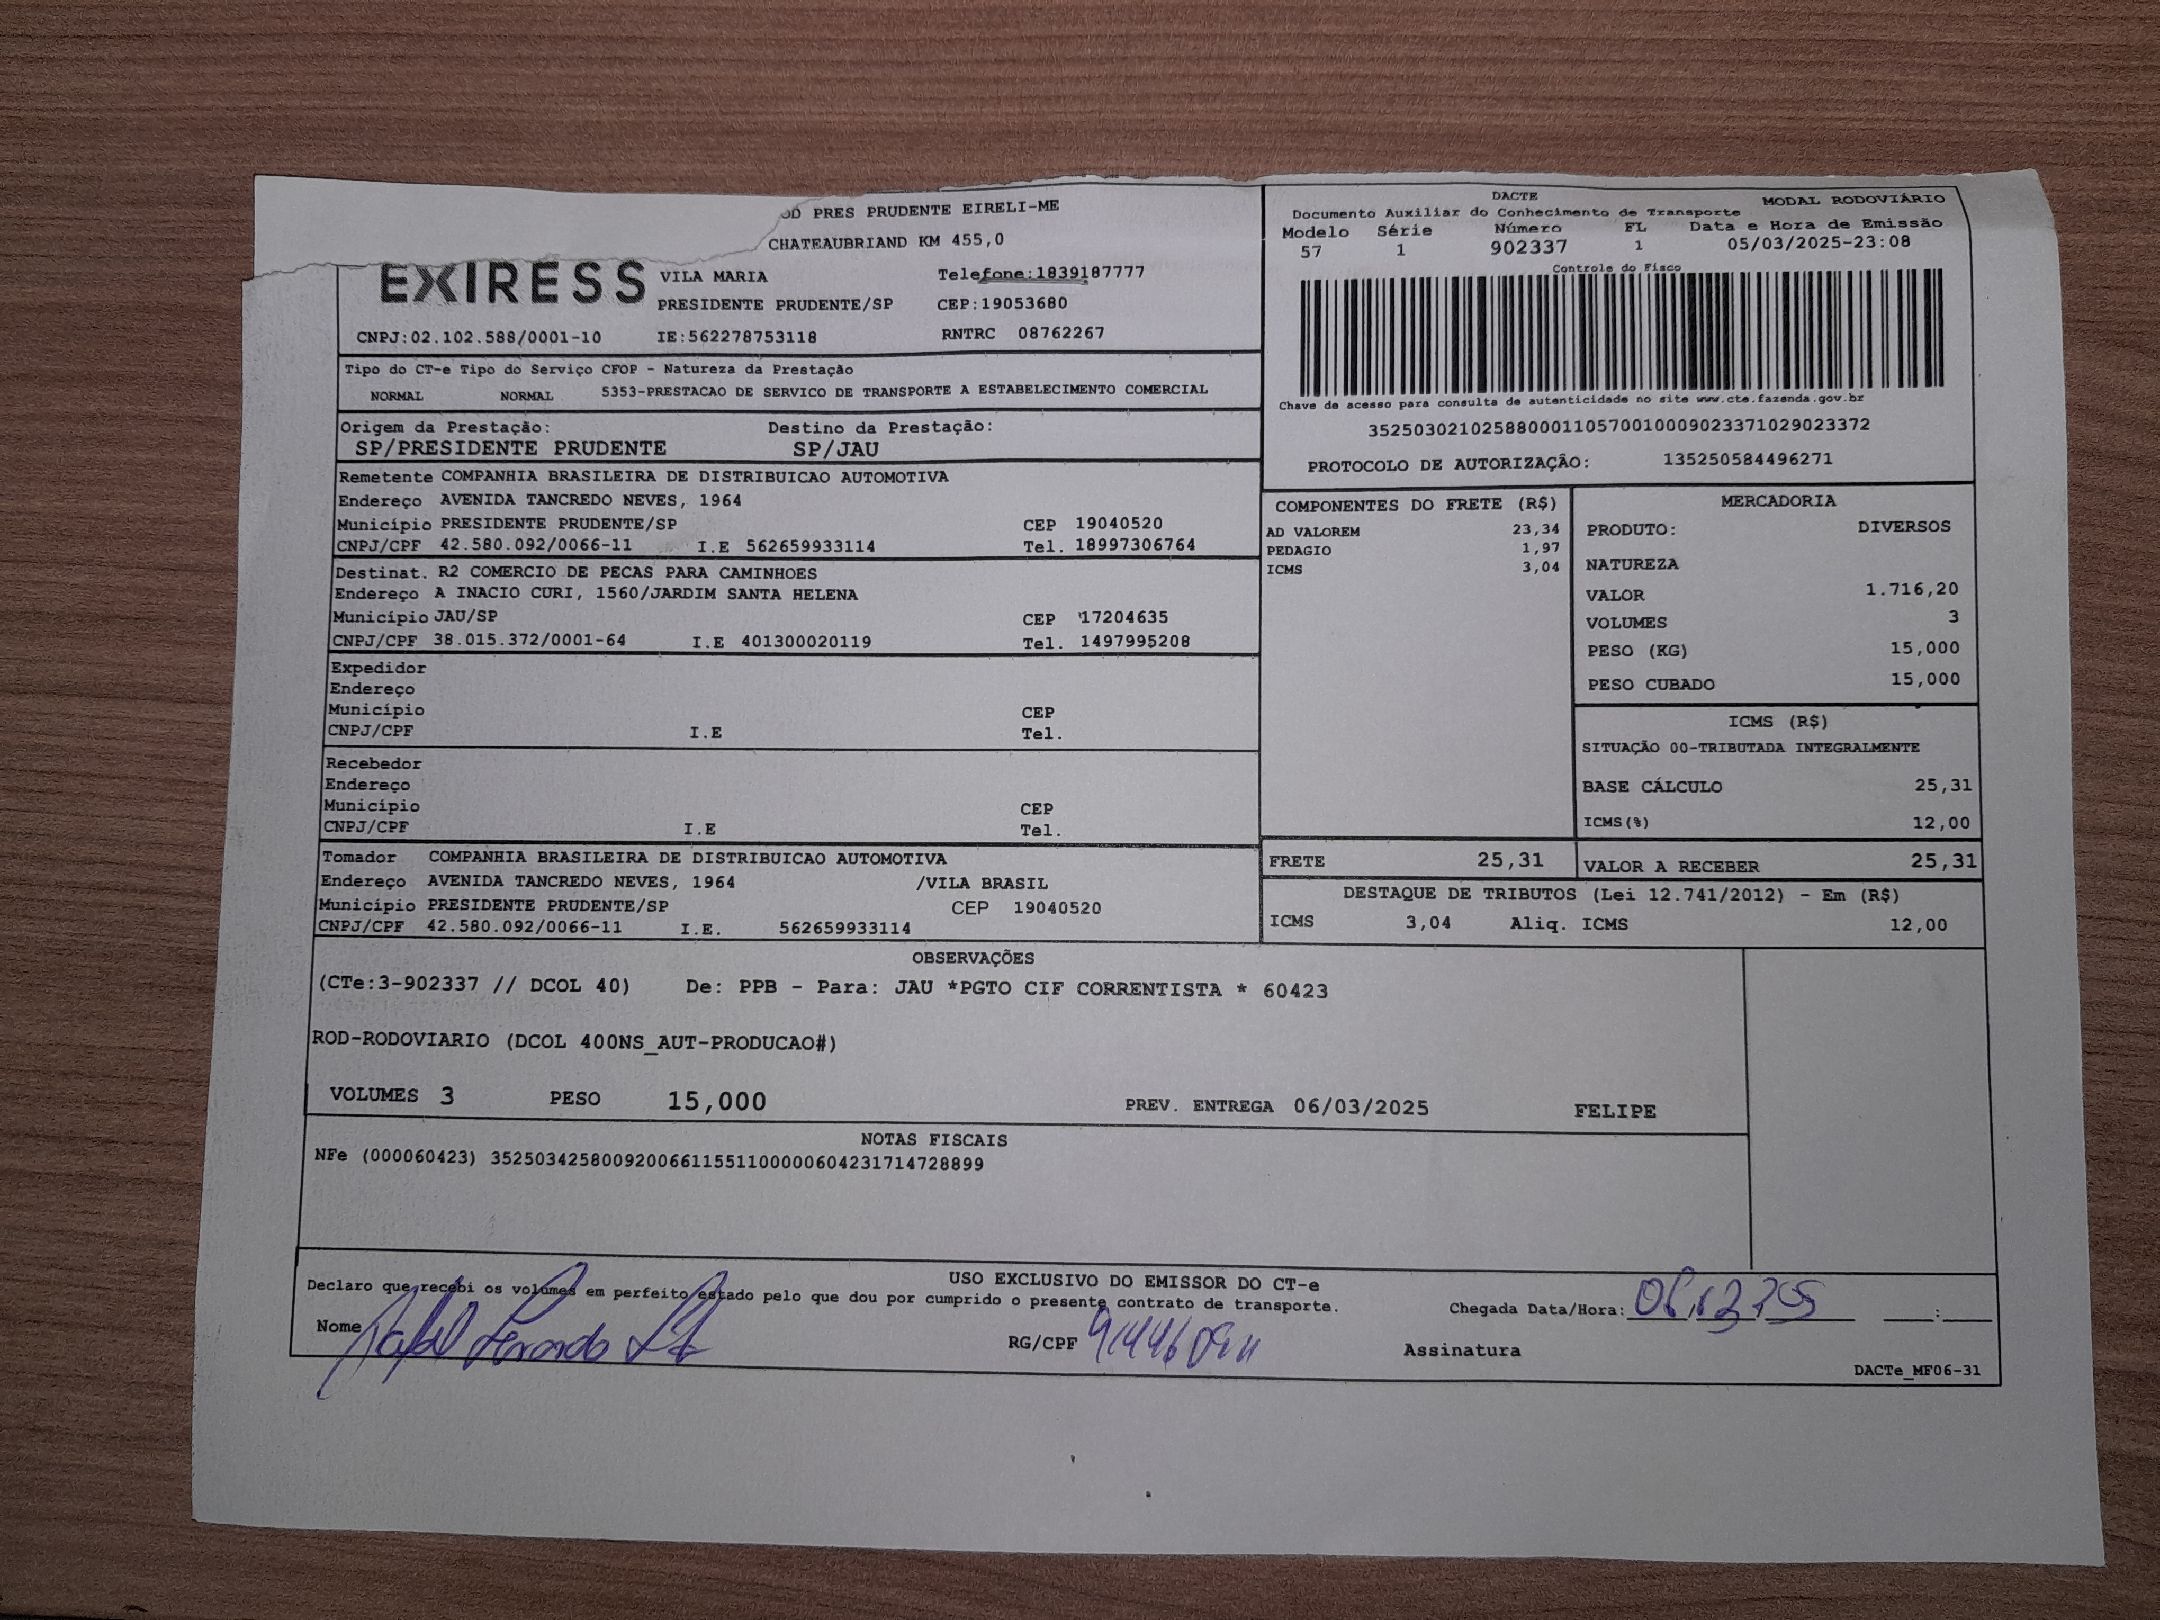 PRES PRUDENTE EIRELI-ME
CHATEAUBRIAND KM 455,0
VILA MARIA Telefone:1839187777
PRESIDENTE PRUDENTE/SP CEP:19053680
CNPJ:02.102.588/0001-10 IE:562278753118 RNTRC 08762267
DACTE MODAL RODOVIÁRIO
Documento Auxiliar do Conhecimento de Transporte
Modelo Série Número FL Data e Hora de Emissão
57 1 902337 1 05/03/2025-23:08
Controle do Fisco
Chave de acesso para consulta de autenticidade no site www.cte.fazenda.gov.br
35250302102588000110570010009023371029023372
PROTOCOLO DE AUTORIZAÇÃO: 135250584496271
Tipo do CT-e Tipo do Serviço CFOP - Natureza da Prestação
NORMAL NORMAL 5353-PRESTACAO DE SERVICO DE TRANSPORTE A ESTABELECIMENTO COMERCIAL
Origem da Prestação: Destino da Prestação:
SP/PRESIDENTE PRUDENTE SP/JAU
Remetente COMPANHIA BRASILEIRA DE DISTRIBUICAO AUTOMOTIVA
Endereço AVENIDA TANCREDO NEVES, 1964
Município PRESIDENTE PRUDENTE/SP CEP 19040520
CNPJ/CPF 42.580.092/0066-11 I.E 562659933114 Tel. 18997306764
Destinat. R2 COMERCIO DE PECAS PARA CAMINHOES
Endereço A INACIO CURI, 1560/JARDIM SANTA HELENA
Município JAU/SP CEP 17204635
CNPJ/CPF 38.015.372/0001-64 I.E 401300020119 Tel. 1497995208
Expedidor
Endereço
Município CEP
CNPJ/CPF I.E Tel.
Recebedor
Endereço
Município CEP
CNPJ/CPF I.E Tel.
Tomador COMPANHIA BRASILEIRA DE DISTRIBUICAO AUTOMOTIVA
Endereço AVENIDA TANCREDO NEVES, 1964 /VILA BRASIL
Município PRESIDENTE PRUDENTE/SP CEP 19040520
CNPJ/CPF 42.580.092/0066-11 I.E. 562659933114
COMPONENTES DO FRETE (R$)
AD VALOREM 23,34
PEDAGIO 1,97
ICMS 3,04
MERCADORIA
PRODUTO: DIVERSOS
NATUREZA
VALOR 1.716,20
VOLUMES 3
PESO (KG) 15,000
PESO CUBADO 15,000
ICMS (R$)
SITUAÇÃO 00-TRIBUTADA INTEGRALMENTE
BASE CÁLCULO 25,31
ICMS(%) 12,00
FRETE 25,31 VALOR A RECEBER 25,31
DESTAQUE DE TRIBUTOS (Lei 12.741/2012) - Em (R$)
ICMS 3,04 Aliq. ICMS 12,00
OBSERVAÇÕES
(CTe:3-902337 // DCOL 40) De: PPB - Para: JAU *PGTO CIF CORRENTISTA * 60423
ROD-RODOVIARIO (DCOL 400NS_AUT-PRODUCAO#)
VOLUMES 3 PESO 15,000 PREV. ENTREGA 06/03/2025 FELIPE
NOTAS FISCAIS
NFe (000060423) 35250342580092006611551100000604231714728899
USO EXCLUSIVO DO EMISSOR DO CT-e
Declaro que recebi os volumes em perfeito estado pelo que dou por cumprido o presente contrato de transporte.
Chegada Data/Hora: :
Nome RG/CPF Assinatura
DACTe_MF06-31